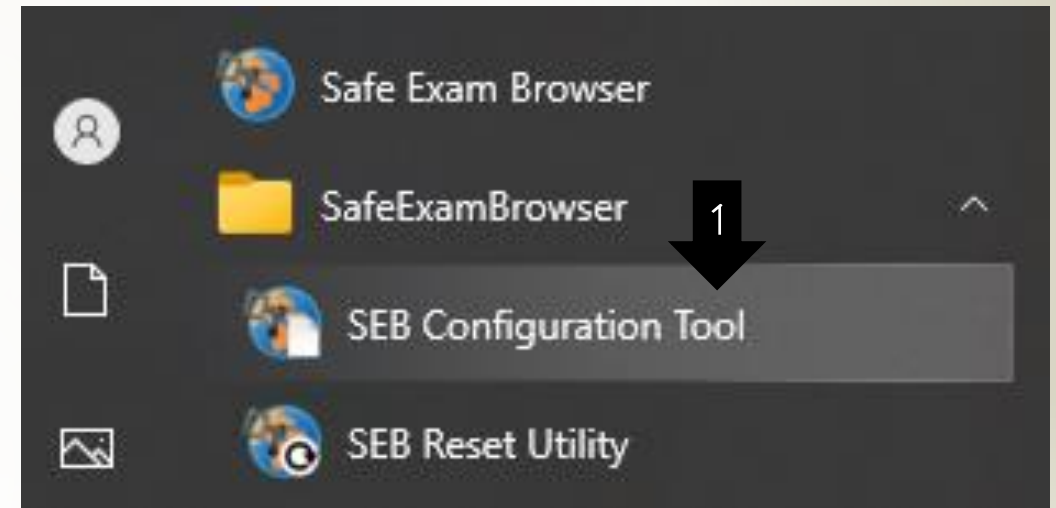 Safe Exam Browser
SafeExamBrowser
1
SEB Configuration Tool
SEB Reset Utility